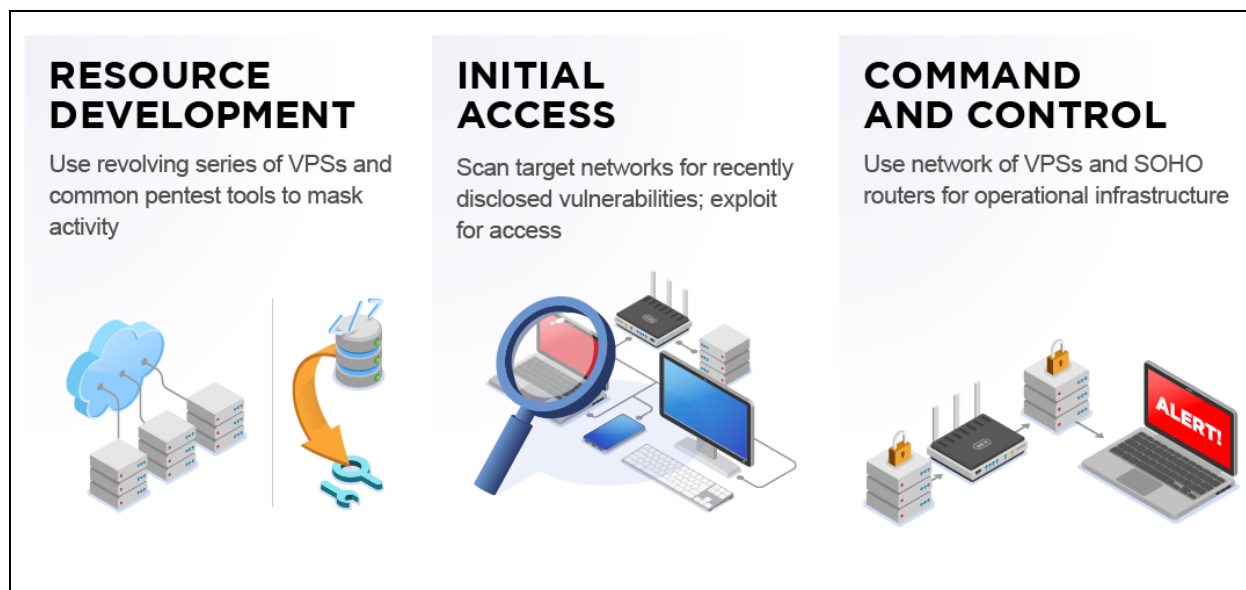 RESOURCE
DEVELOPMENT
Use revolving series of VPSs and
common pentest tools to mask
activity
INITIAL
ACCESS
Scan target networks for recently
disclosed vulnerabilities; exploit
for access
COMMAND
AND CONTROL
Use network of VPSs and SOHO
routers for operational infrastructure
ALERT!